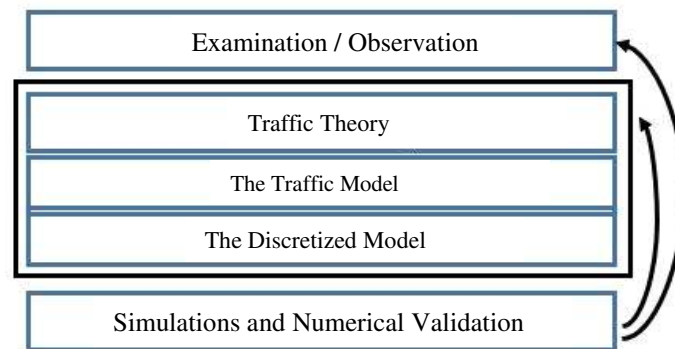 Examination / Observation
Traffic Theory
The Traffic Model
The Discretized Model
Simulations and Numerical Validation